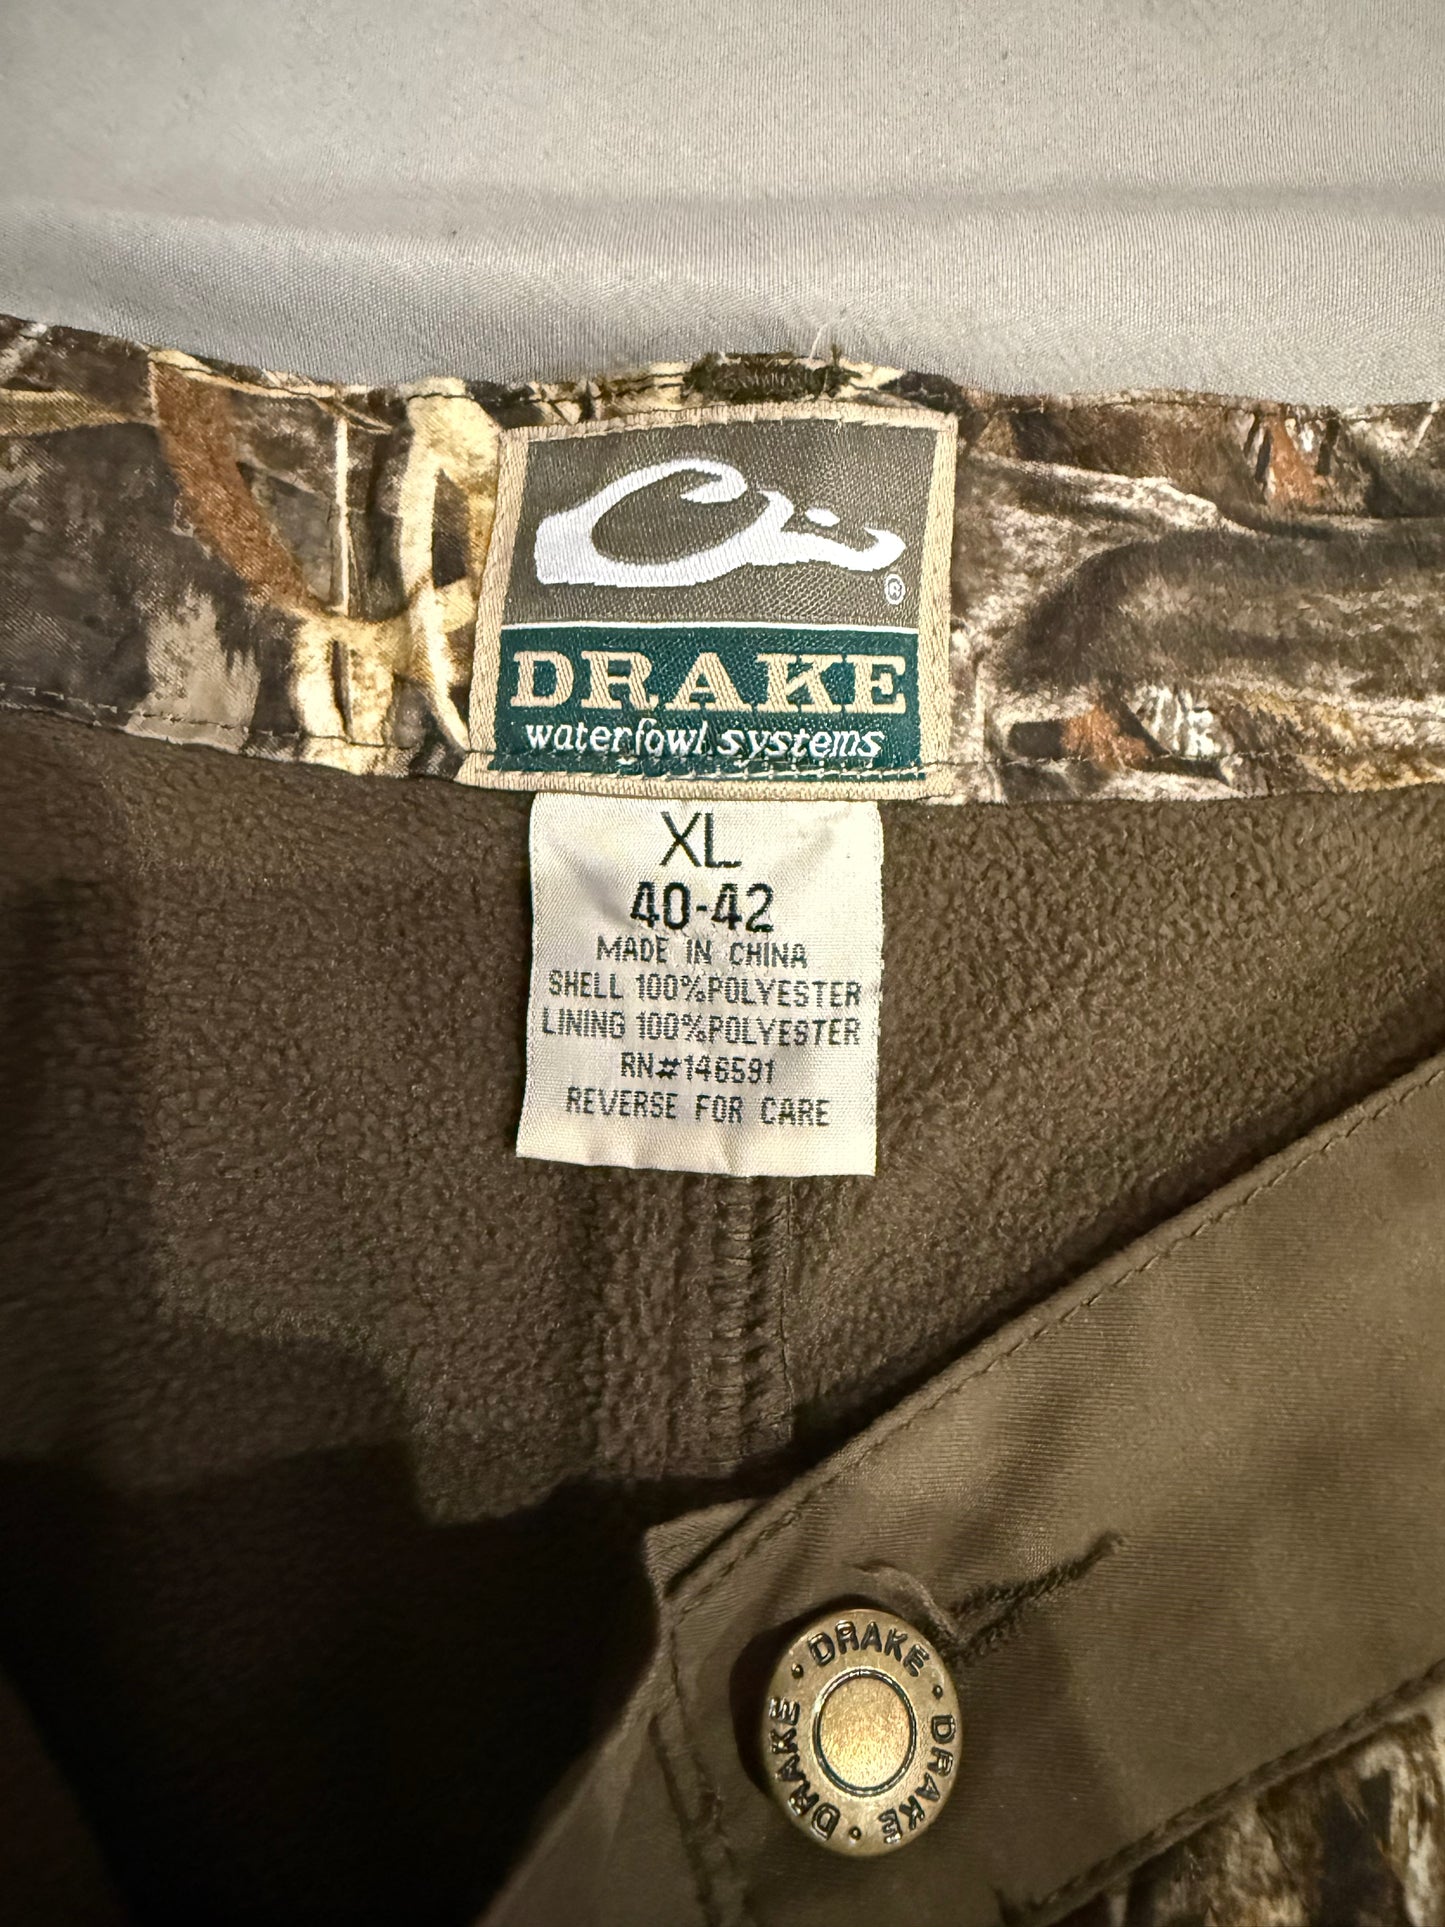 ®
DRAKE
waterfowl systems
XL
40-42
MADE IN CHINA
SHELL 100%POLYESTER
LINING 100%POLYESTER
RN#146591
REVERSE FOR CARE
DRAKE · DRAKE · DRAKE · DRAKE ·